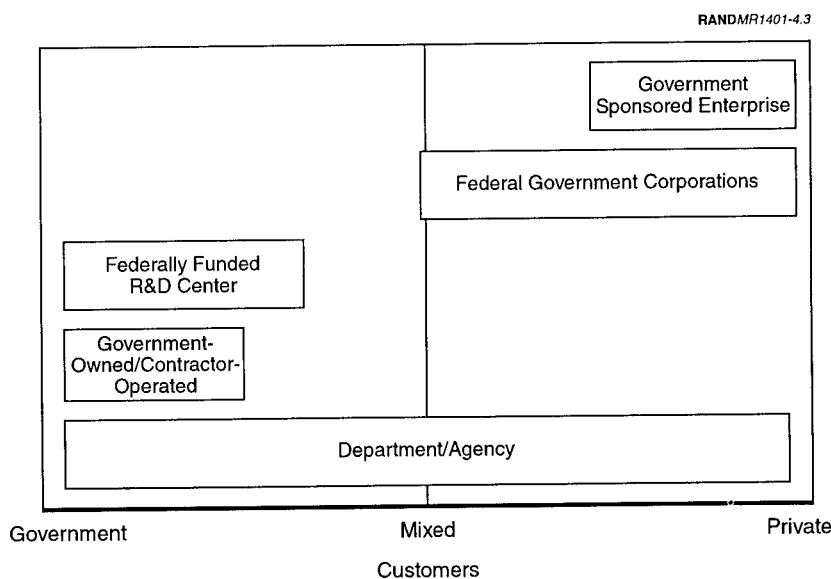 RANDMR1401-4.3
Government
Sponsored Enterprise
Federal Government Corporations
Federally Funded
R&D Center
Government-
Owned/Contractor-
Operated
Department/Agency
Government Mixed Private
Customers